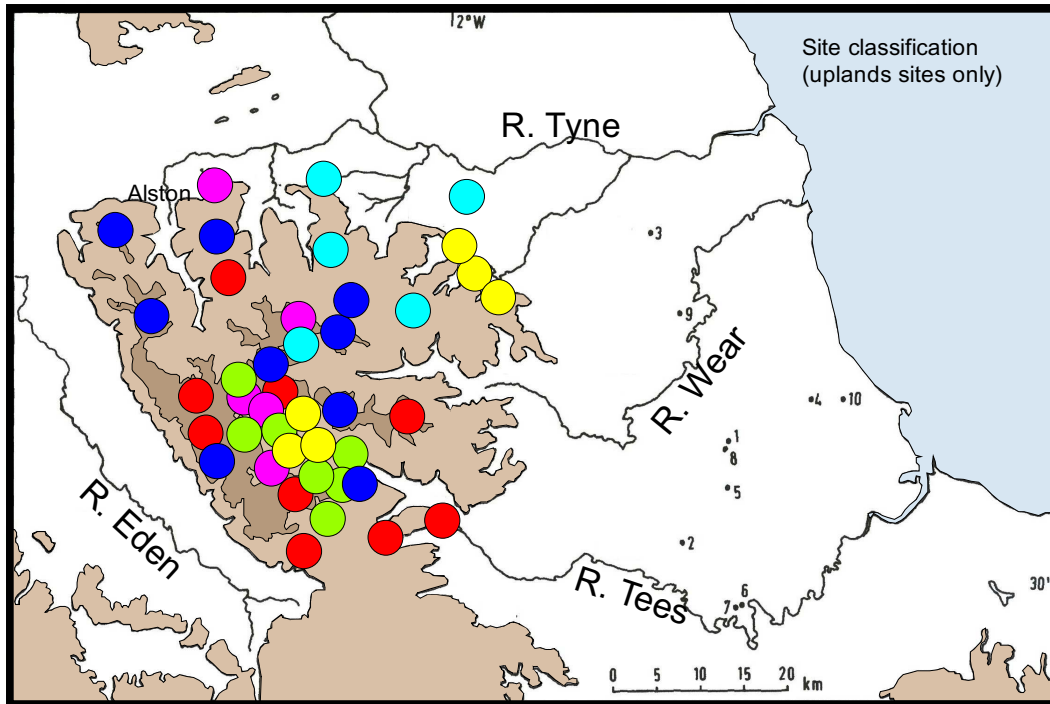 2°W
Site classification
(uplands sites only)
R. Tyne
Alston
3
9
R. Wear
4
10
1
8
5
R. Eden
2
R. Tees
6
7
30'
0 5 10 15 20
km